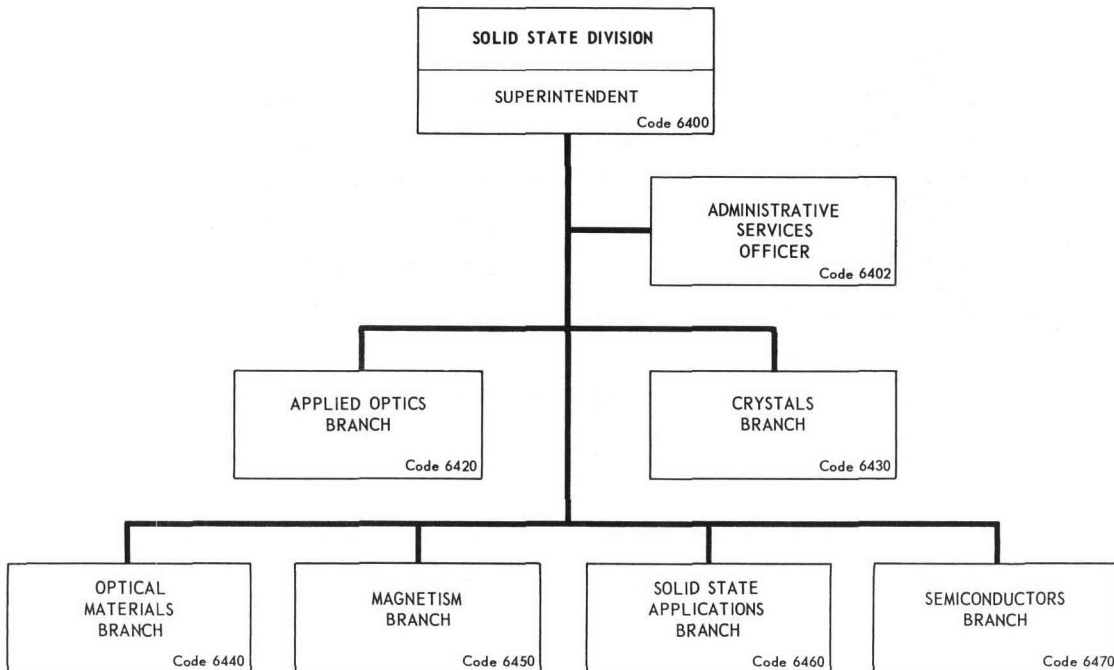 SOLID STATE DIVISION
SUPERINTENDENT
Code 6400
ADMINISTRATIVE
SERVICES
OFFICER
Code 6402
APPLIED OPTICS
BRANCH
Code 6420
CRYSTALS
BRANCH
Code 6430
OPTICAL
MATERIALS
BRANCH
Code 6440
MAGNETISM
BRANCH
Code 6450
SOLID STATE
APPLICATIONS
BRANCH
Code 6460
SEMICONDUCTORS
BRANCH
Code 6470